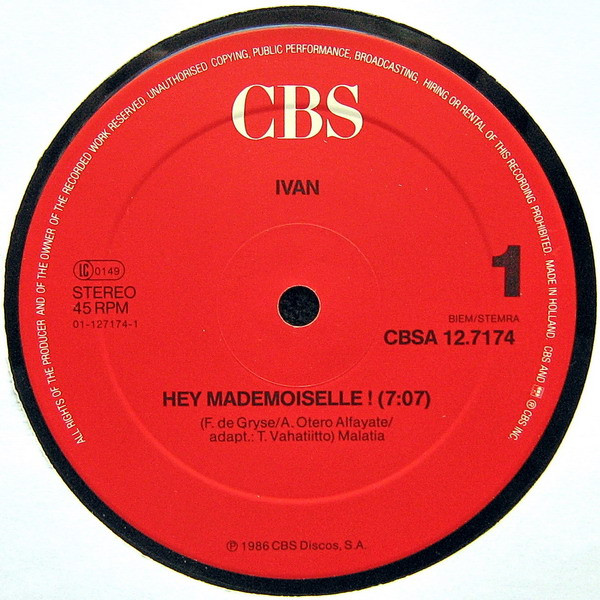 ALL RIGHTS OF THE PRODUCER AND OF THE OWNER OF THE RECORDED WORK RESERVED. UNAUTHORISED COPYING, PUBLIC PERFORMANCE, BROADCASTING, HIRING OR RENTAL OF THIS RECORDING PROHIBITED. MADE IN HOLLAND. CBS AND ® CBS INC.
CBS
IVAN
LC 0149
STEREO
45 RPM
01-127174-1
1
BIEM/STEMRA
CBSA 12.7174
HEY MADEMOISELLE ! (7:07)
(F. de Gryse/A. Otero Alfayate/
adapt.: T. Vahatiitto) Malatia
℗ 1986 CBS Discos, S.A.